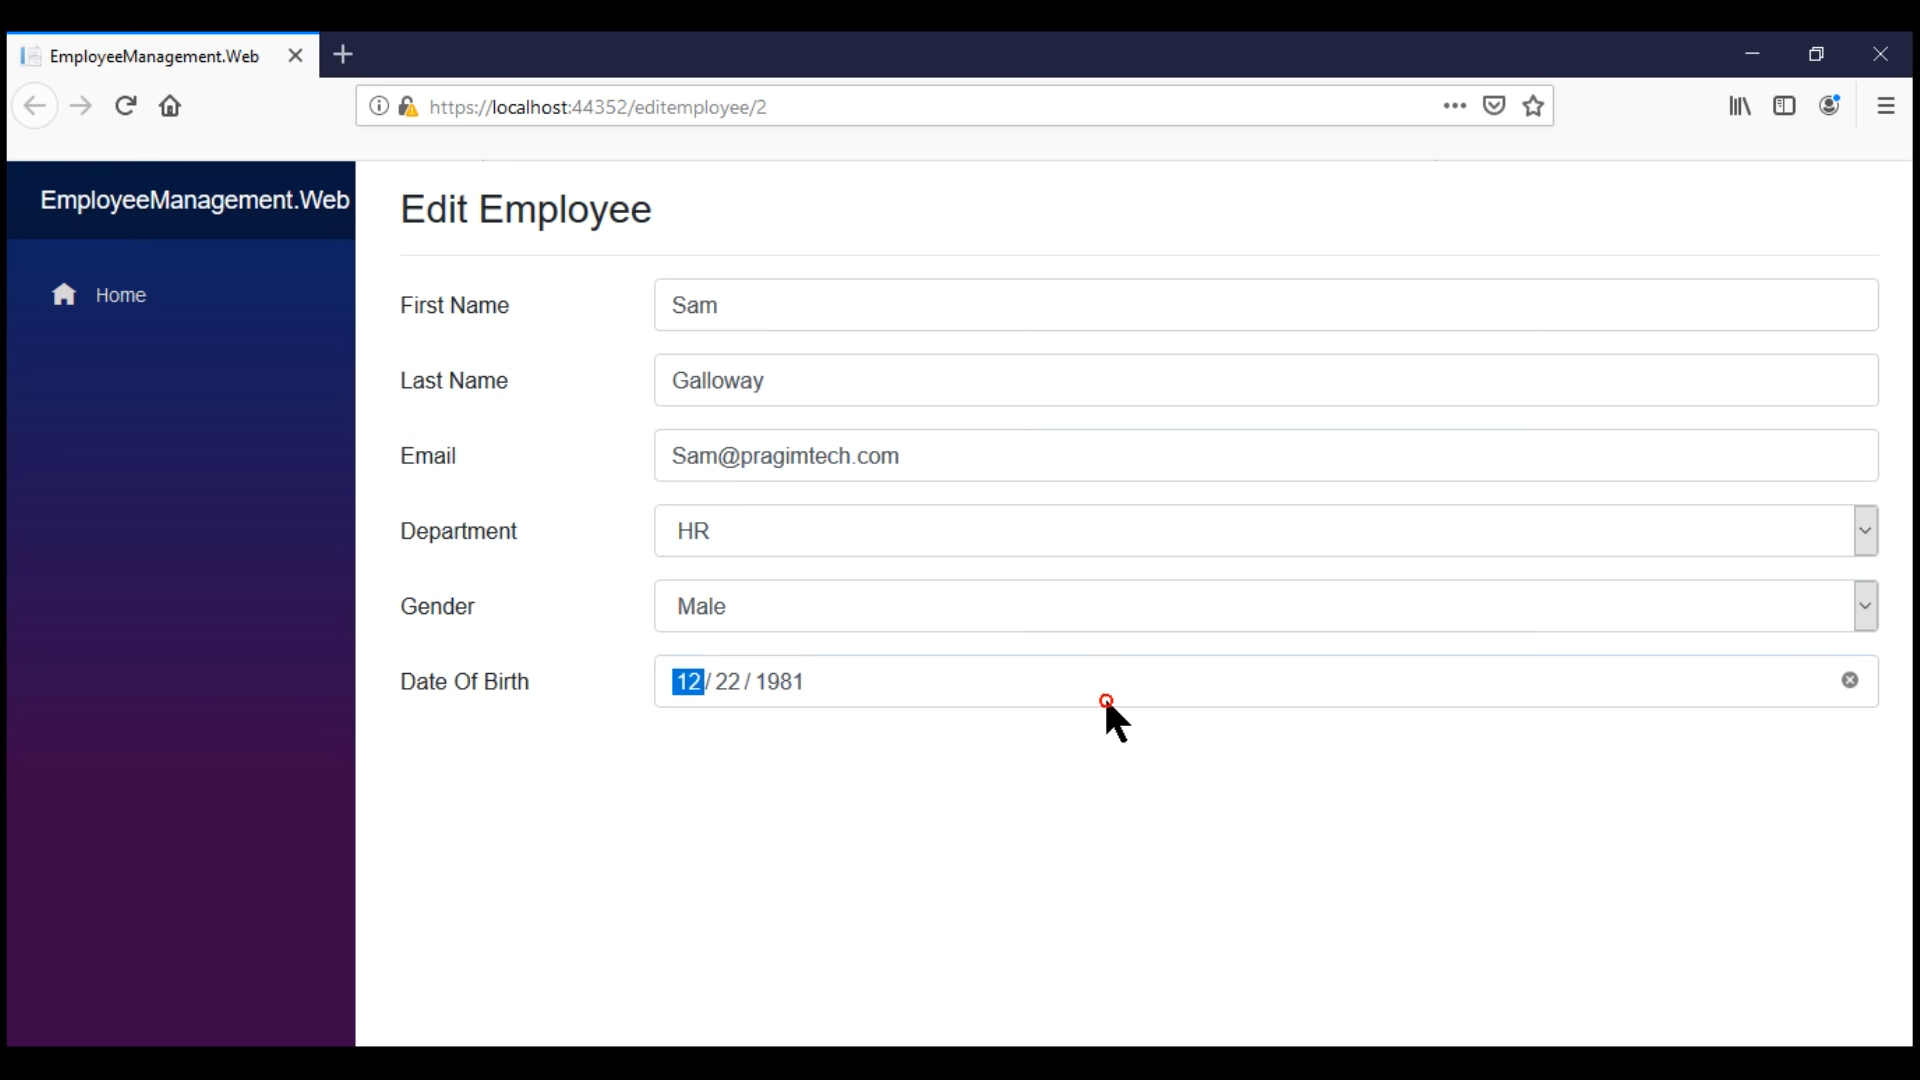 EmployeeManagement.Web
https://localhost:44352/editemployee/2
EmployeeManagement.Web
Home
Edit Employee
First Name Sam
Last Name Galloway
Email Sam@pragimtech.com
Department HR
Gender Male
Date Of Birth 12/ 22 / 1981